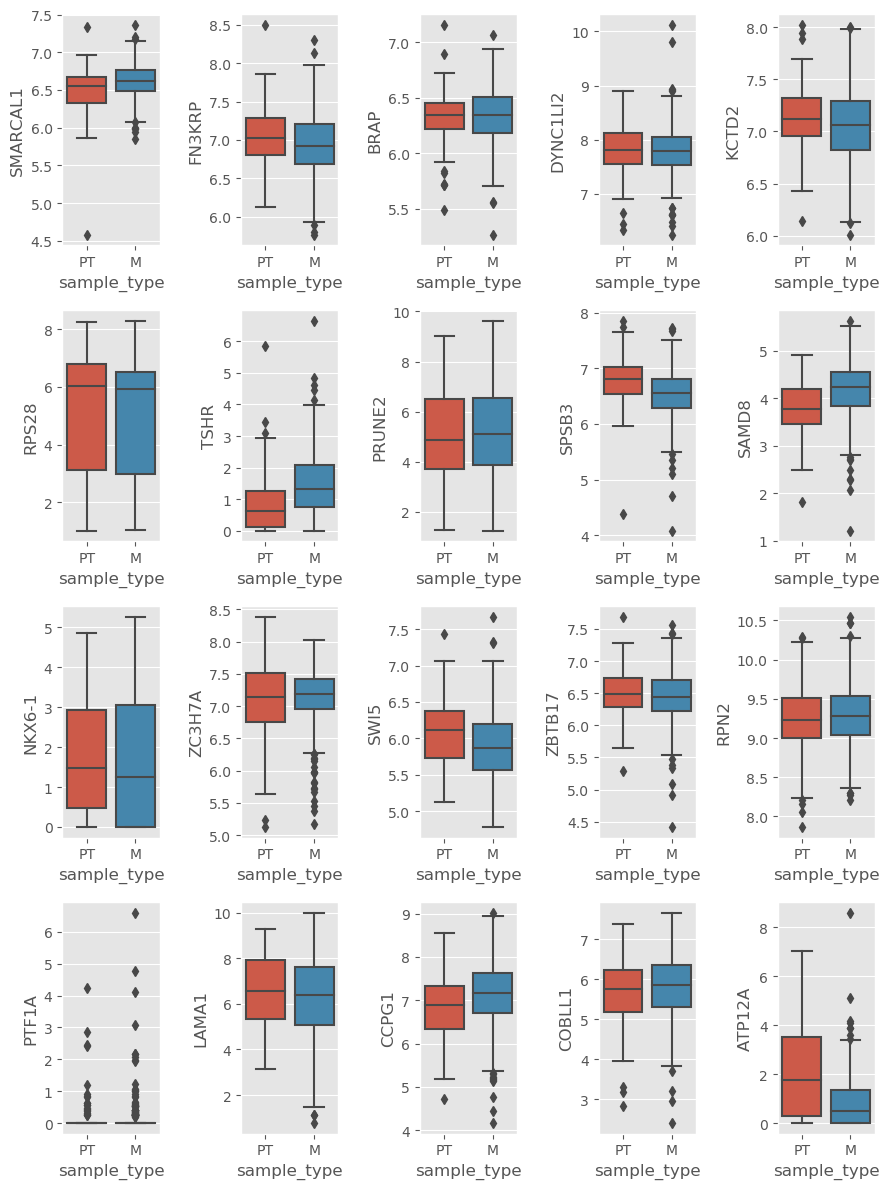 7.5
7.0
6.5
6.0
5.5
5.0
4.5
SMARCAL1
PT M
sample_type
8.5
8.0
7.5
7.0
6.5
6.0
FN3KRP
PT M
sample_type
7.0
6.5
6.0
5.5
BRAP
PT M
sample_type
10
9
8
7
DYNC1LI2
PT M
sample_type
8.0
7.5
7.0
6.5
6.0
KCTD2
PT M
sample_type
8
6
4
2
RPS28
PT M
sample_type
6
5
4
3
2
1
0
TSHR
PT M
sample_type
10
8
6
4
2
PRUNE2
PT M
sample_type
8
7
6
5
4
SPSB3
PT M
sample_type
5
4
3
2
1
SAMD8
PT M
sample_type
5
4
3
2
1
0
NKX6-1
PT M
sample_type
8.5
8.0
7.5
7.0
6.5
6.0
5.5
5.0
ZC3H7A
PT M
sample_type
7.5
7.0
6.5
6.0
5.5
5.0
SWI5
PT M
sample_type
7.5
7.0
6.5
6.0
5.5
5.0
4.5
ZBTB17
PT M
sample_type
10.5
10.0
9.5
9.0
8.5
8.0
RPN2
PT M
sample_type
6
5
4
3
2
1
0
PTF1A
PT M
sample_type
10
8
6
4
2
LAMA1
PT M
sample_type
9
8
7
6
5
4
CCPG1
PT M
sample_type
7
6
5
4
3
COBLL1
PT M
sample_type
8
6
4
2
0
ATP12A
PT M
sample_type